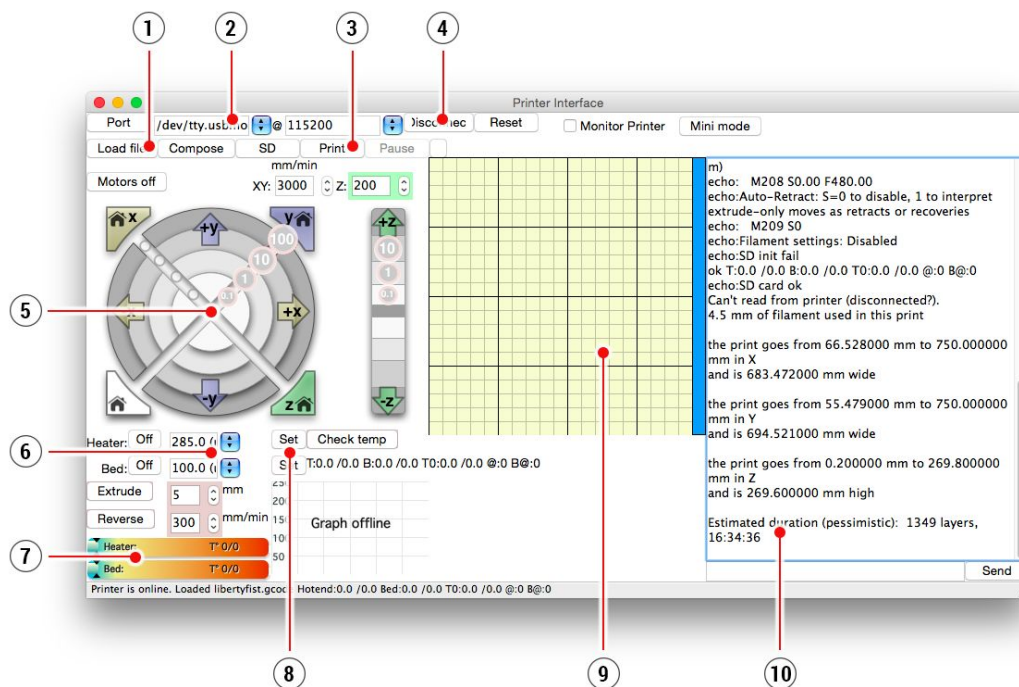 1
2
3
4
Printer Interface
Port
@ 115200
Reset
Monitor Printer
Mini mode
Load file
Compose
SD
Print
Pause
mm/min
Motors off
XY: 3000
Z: 200
x
+y
y
100
10
1
0.1
+x
-y
z
+z
10
1
0.1
-z
5
6
7
Heater: Off
285.0 (
Set
Check temp
Bed: Off
100.0 (
Set
T:0.0 /0.0 B:0.0 /0.0 T0:0.0 /0.0 @:0 B@:0
Extrude
5
mm
Reverse
300
mm/min
100
50
Graph offline
Heater:
T° 0/0
Bed:
T° 0/0
Printer is online. Loaded libertyfist.gcode Hotend:0.0 /0.0 Bed:0.0 /0.0 T0:0.0 /0.0 @:0 B@:0
m)
echo: M208 S0.00 F480.00
echo:Auto-Retract: S=0 to disable, 1 to interpret
extrude-only moves as retracts or recoveries
echo: M209 S0
echo:Filament settings: Disabled
echo:SD init fail
ok T:0.0 /0.0 B:0.0 /0.0 T0:0.0 /0.0 @:0 B@:0
echo:SD card ok
Can't read from printer (disconnected?).
4.5 mm of filament used in this print
the print goes from 66.528000 mm to 750.000000
mm in X
and is 683.472000 mm wide
the print goes from 55.479000 mm to 750.000000
mm in Y
and is 694.521000 mm wide
the print goes from 0.200000 mm to 269.800000
mm in Z
and is 269.600000 mm high
Estimated duration (pessimistic): 1349 layers,
16:34:36
Send
8
9
10